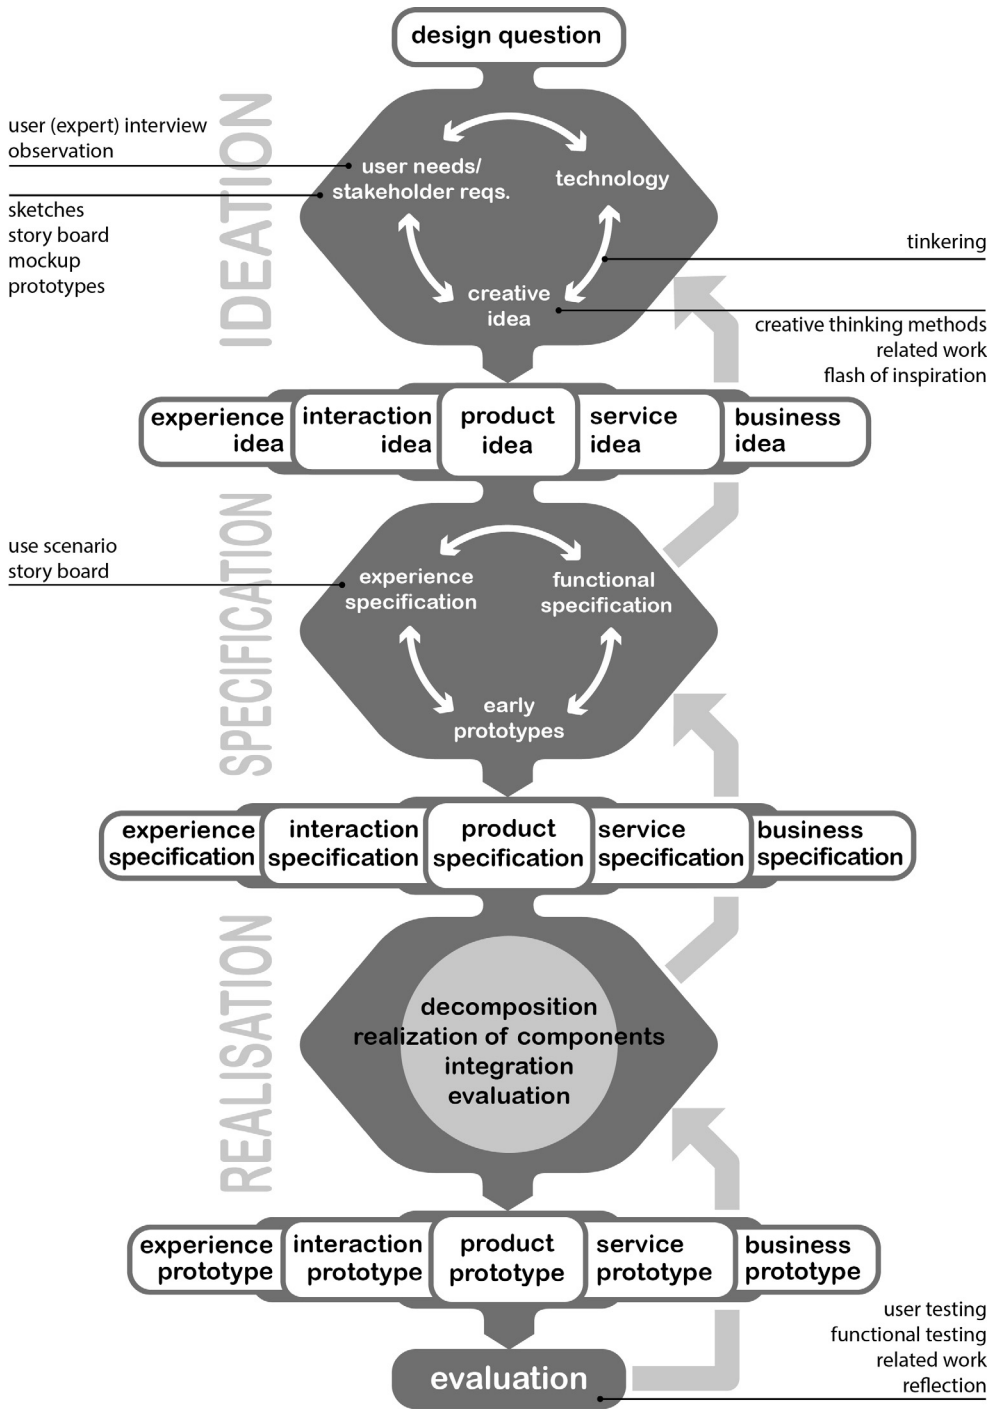 design question
IDEATION
user (expert) interview
observation
user needs/
stakeholder reqs.
technology
sketches
story board
mockup
prototypes
tinkering
creative
idea
creative thinking methods
related work
flash of inspiration
experience
idea
interaction
idea
product
idea
service
idea
business
idea
SPECIFICATION
use scenario
story board
experience
specification
functional
specification
early
prototypes
experience
specification
interaction
specification
product
specification
service
specification
business
specification
REALISATION
decomposition
realization of components
integration
evaluation
experience
prototype
interaction
prototype
product
prototype
service
prototype
business
prototype
user testing
functional testing
related work
reflection
evaluation